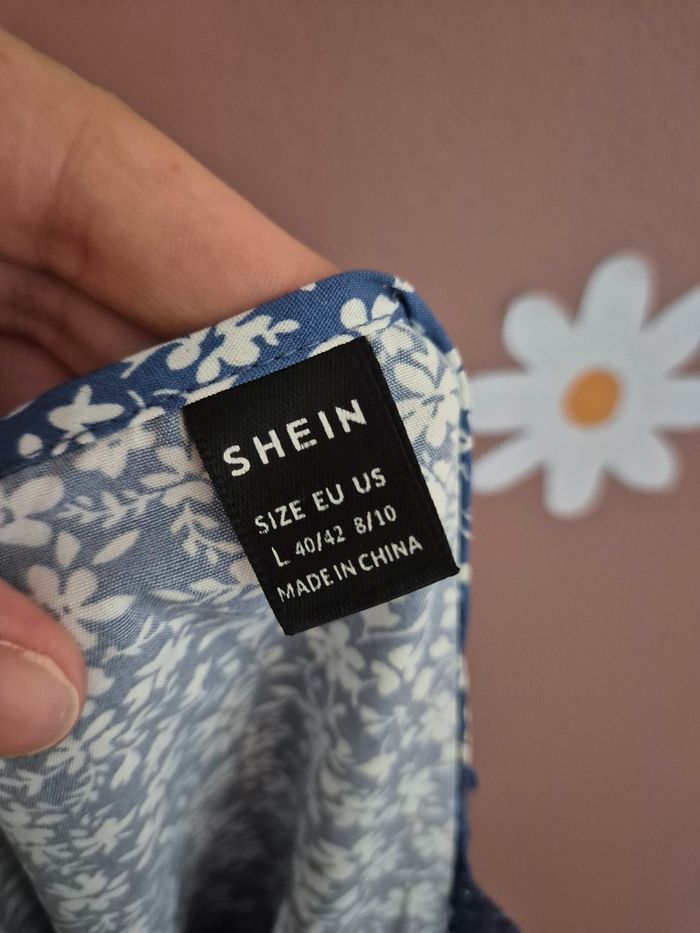 SHEIN
SIZE EU US
L 40/42 8/10
MADE IN CHINA